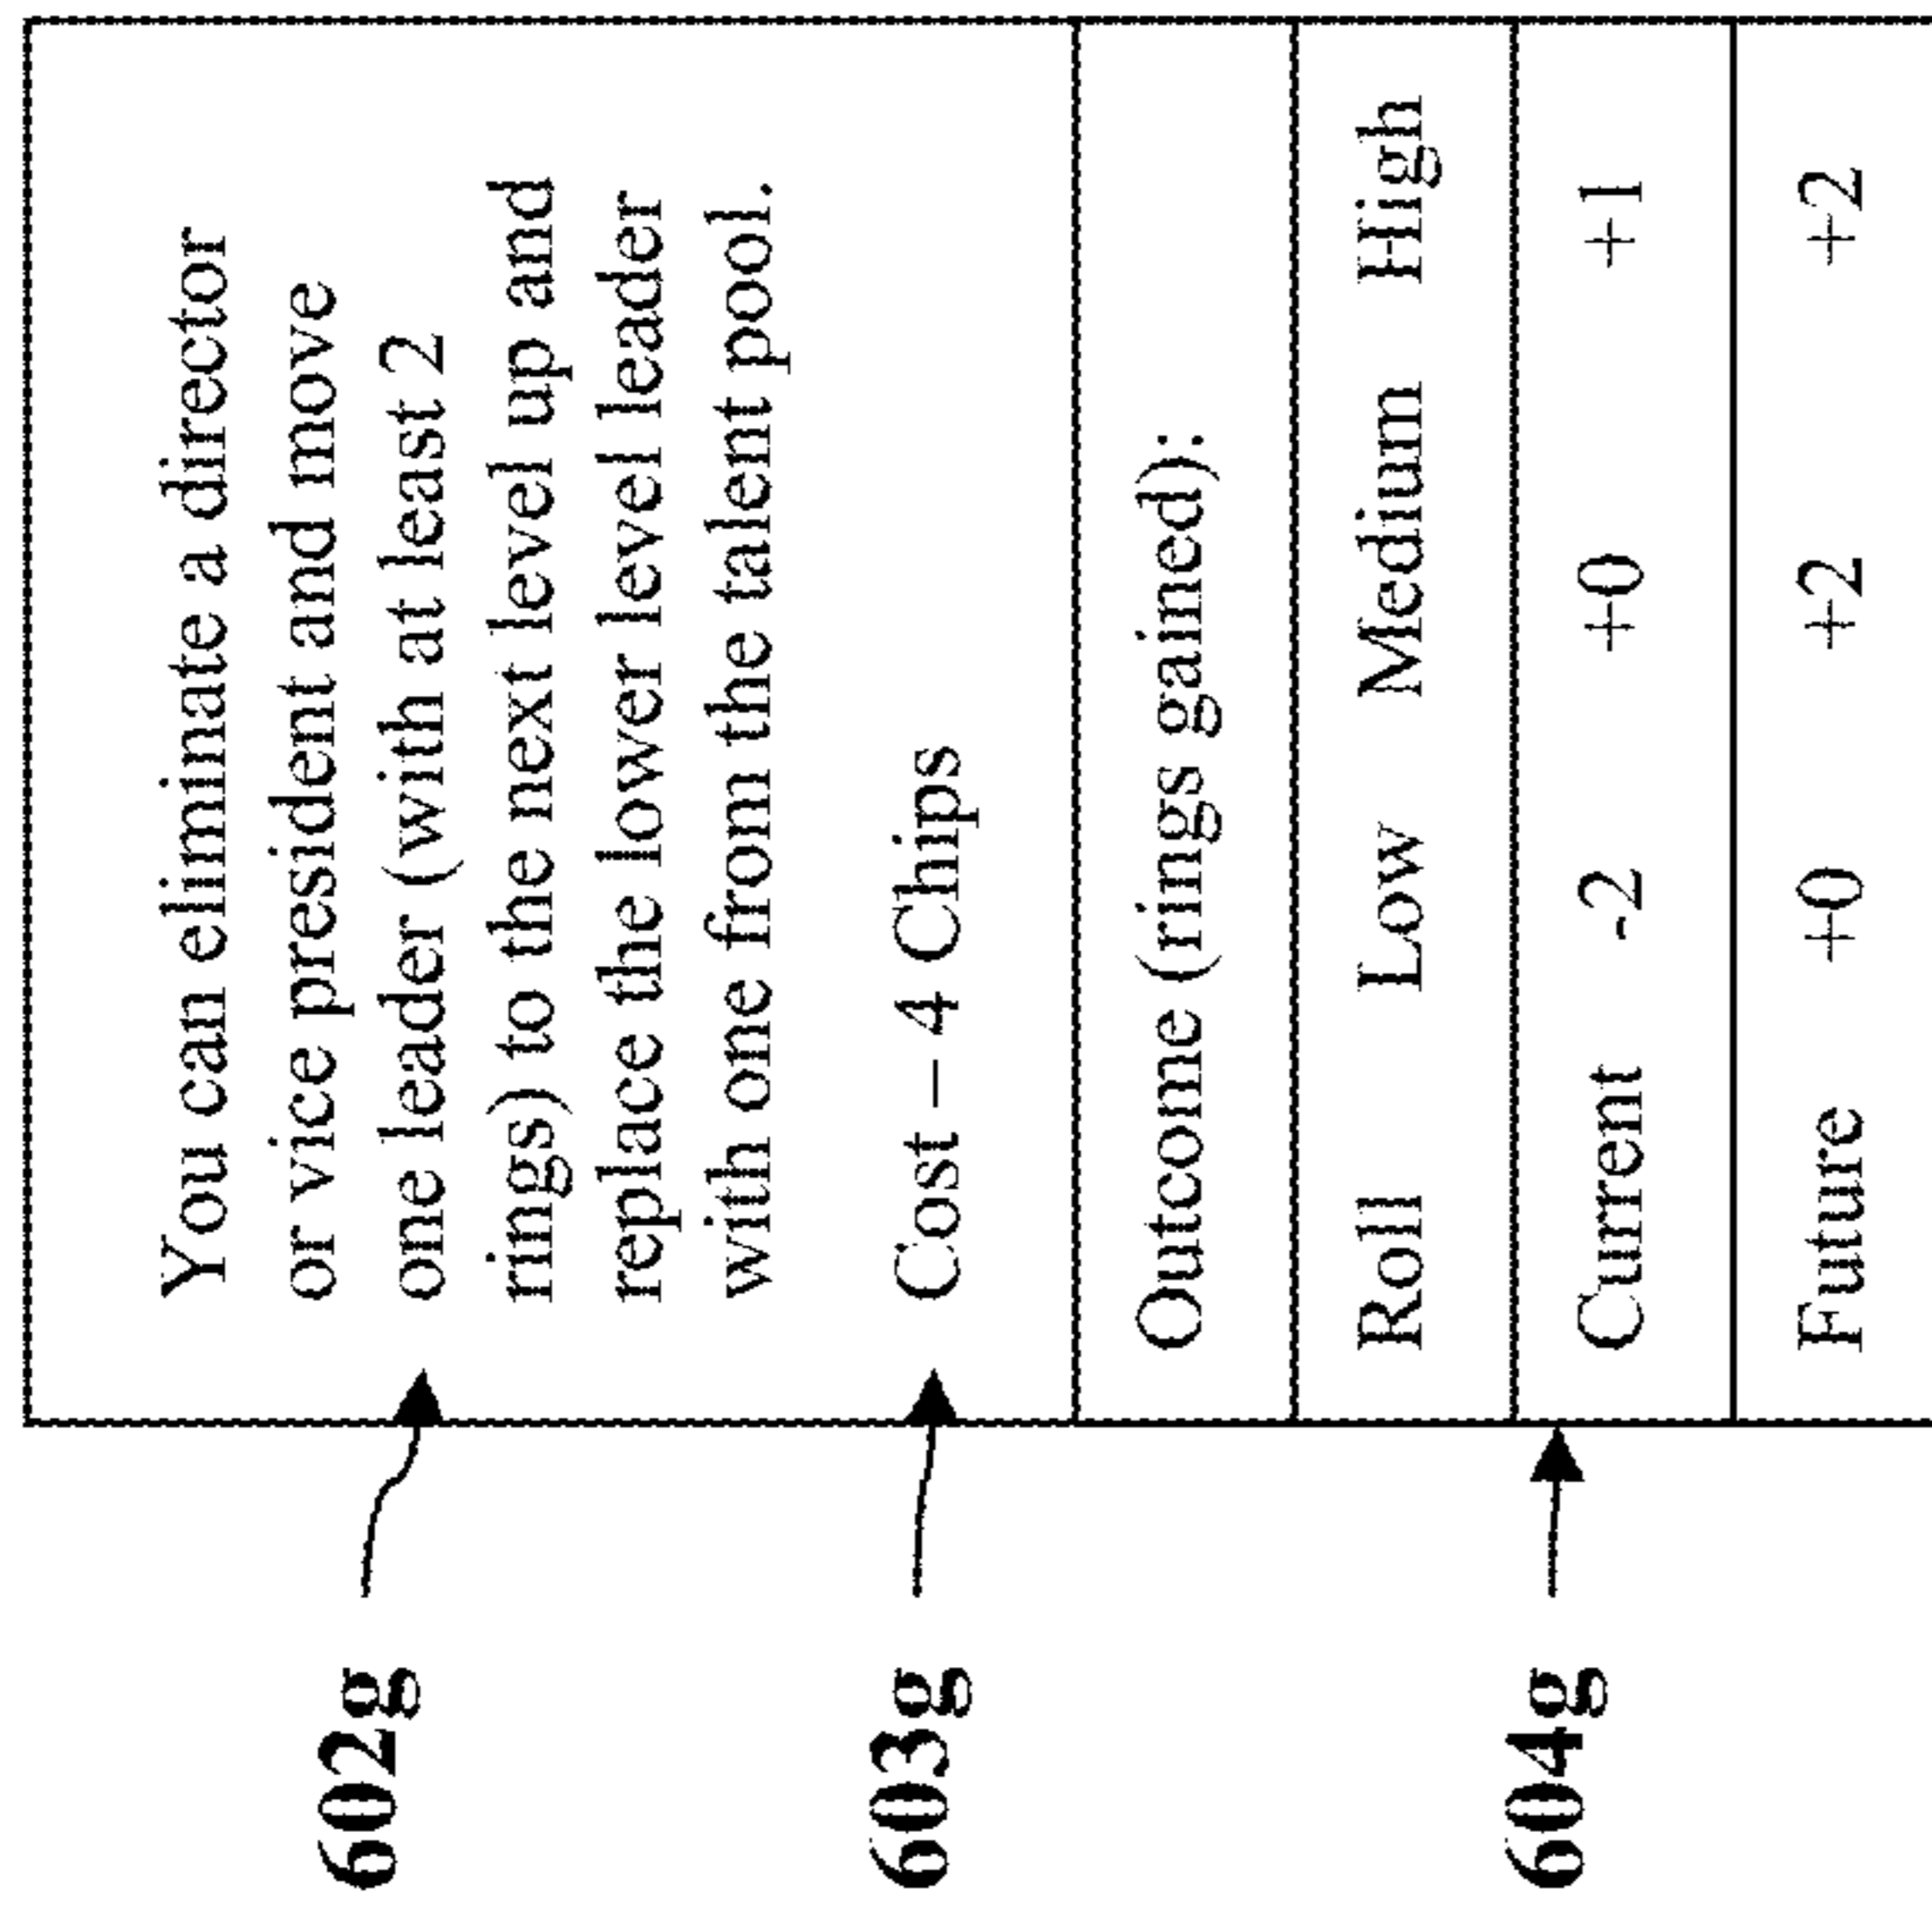 602g
You can eliminate a director
or vice president and move
one leader (with at least 2
rings) to the next level up and
replace the lower level leader
with one from the talent pool.
603g
Cost – 4 Chips
Outcome (rings gained):
Roll Low Medium High
604g
Current -2 +0 +1
Future +0 +2 +2